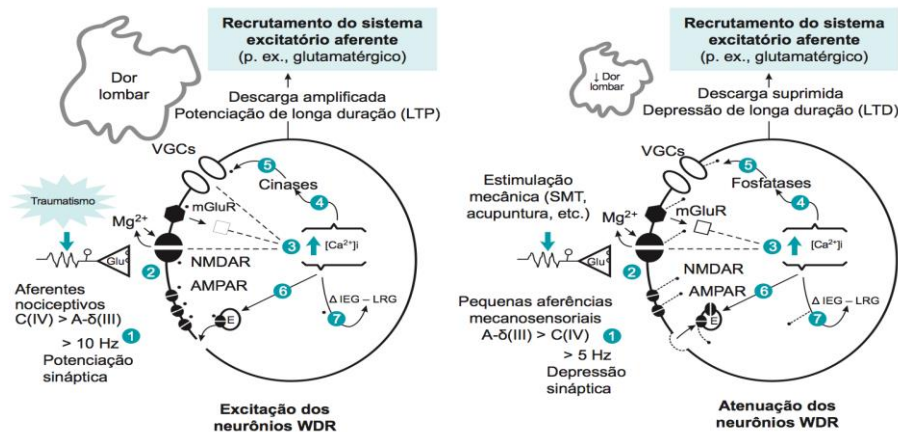 Recrutamento do sistema
excitatório aferente
(p. ex., glutamatérgico)
Dor
lombar
Descarga amplificada
Potenciação de longa duração (LTP)
VGCs
5
Cinases
4
Traumatismo
mGluR
Mg²⁺
3
[Ca²⁺]i
Glu
2
NMDAR
AMPAR
6
Aferentes
nociceptivos
C(IV) > A-δ(III)
1
> 10 Hz
Potenciação
sináptica
E
Δ IEG – LRG
7
Excitação dos
neurônios WDR
Recrutamento do sistema
excitatório aferente
(p. ex., glutamatérgico)
↓ Dor
lombar
Descarga suprimida
Depressão de longa duração (LTD)
VGCs
5
Fosfatases
4
Estimulação
mecânica (SMT,
acupuntura, etc.)
mGluR
Mg²⁺
3
[Ca²⁺]i
Glu
2
NMDAR
AMPAR
6
Pequenas aferências
mecanosensoriais
A-δ(III) > C(IV)
1
> 5 Hz
Depressão
sináptica
E
Δ IEG – LRG
7
Atenuação dos
neurônios WDR